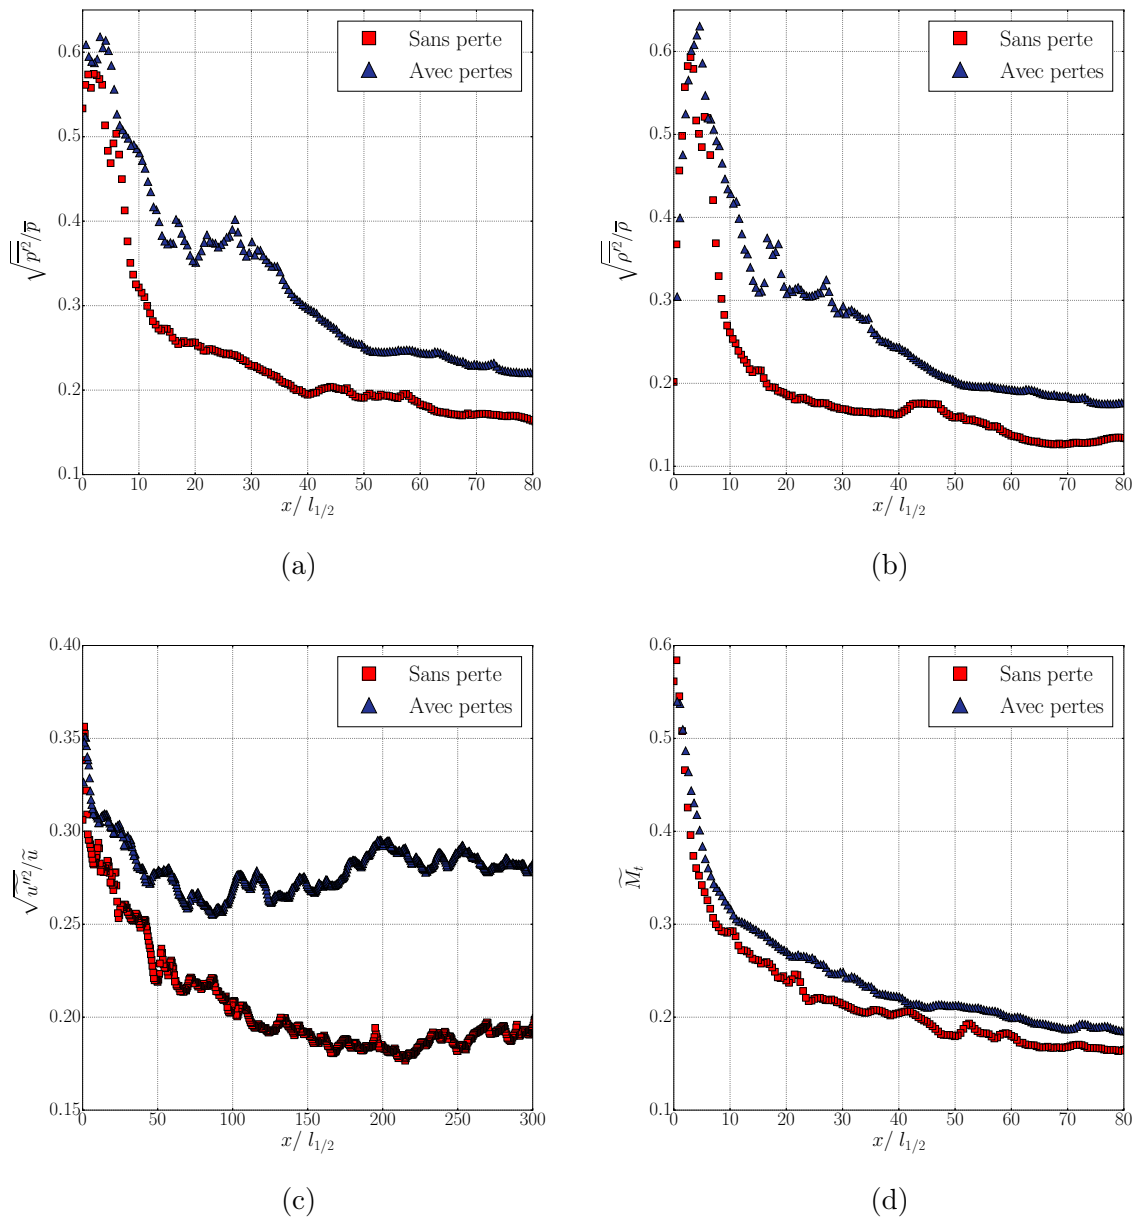 0.6
0.5
0.4
0.3
0.2
0.1
√p′²/p̅
0 10 20 30 40 50 60 70 80
x/ l₁/₂
Sans perte
Avec pertes
(a)
0.6
0.5
0.4
0.3
0.2
0.1
√ρ′²/ρ̅
0 10 20 30 40 50 60 70 80
x/ l₁/₂
Sans perte
Avec pertes
(b)
0.40
0.35
0.30
0.25
0.20
0.15
√u″²/ũ
0 50 100 150 200 250 300
x/ l₁/₂
Sans perte
Avec pertes
(c)
0.6
0.5
0.4
0.3
0.2
0.1
M̃ₜ
0 10 20 30 40 50 60 70 80
x/ l₁/₂
Sans perte
Avec pertes
(d)